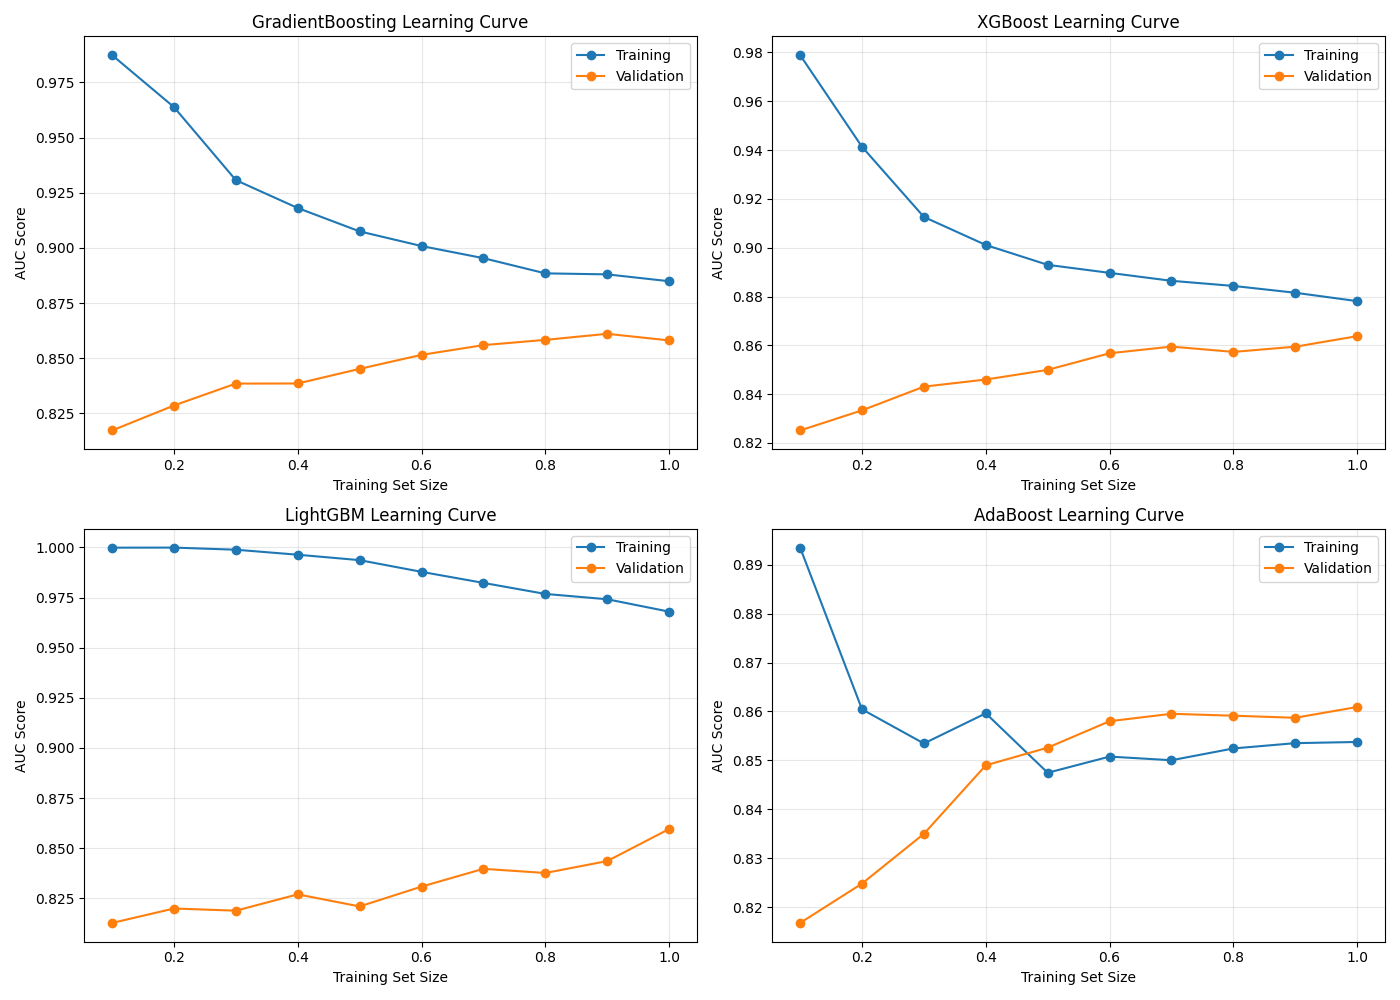 GradientBoosting Learning Curve
Training
Validation
0.975
0.950
0.925
0.900
0.875
0.850
0.825
AUC Score
0.2 0.4 0.6 0.8 1.0
Training Set Size
XGBoost Learning Curve
Training
Validation
0.98
0.96
0.94
0.92
0.90
0.88
0.86
0.84
0.82
AUC Score
0.2 0.4 0.6 0.8 1.0
Training Set Size
LightGBM Learning Curve
Training
Validation
1.000
0.975
0.950
0.925
0.900
0.875
0.850
0.825
AUC Score
0.2 0.4 0.6 0.8 1.0
Training Set Size
AdaBoost Learning Curve
Training
Validation
0.89
0.88
0.87
0.86
0.85
0.84
0.83
0.82
AUC Score
0.2 0.4 0.6 0.8 1.0
Training Set Size